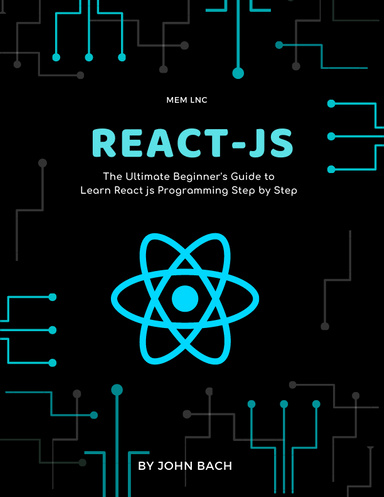 MEM LNC
REACT-JS
The Ultimate Beginner's Guide to
Learn React js Programming Step by Step
BY JOHN BACH